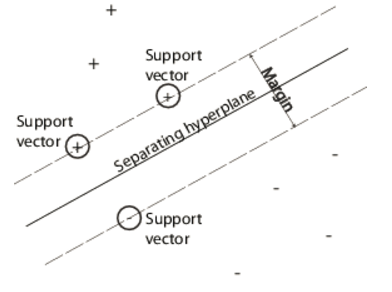 +
Support
vector
+
+
Margin
Support
vector
+
Separating hyperplane
-
Support
vector
-
-
-
-